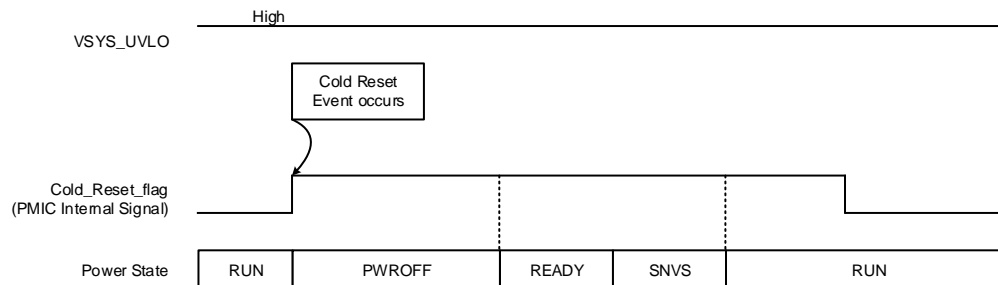 High
VSYS_UVLO
Cold Reset
Event occurs
Cold_Reset_flag
(PMIC Internal Signal)
Power State
RUN
PWROFF
READY
SNVS
RUN